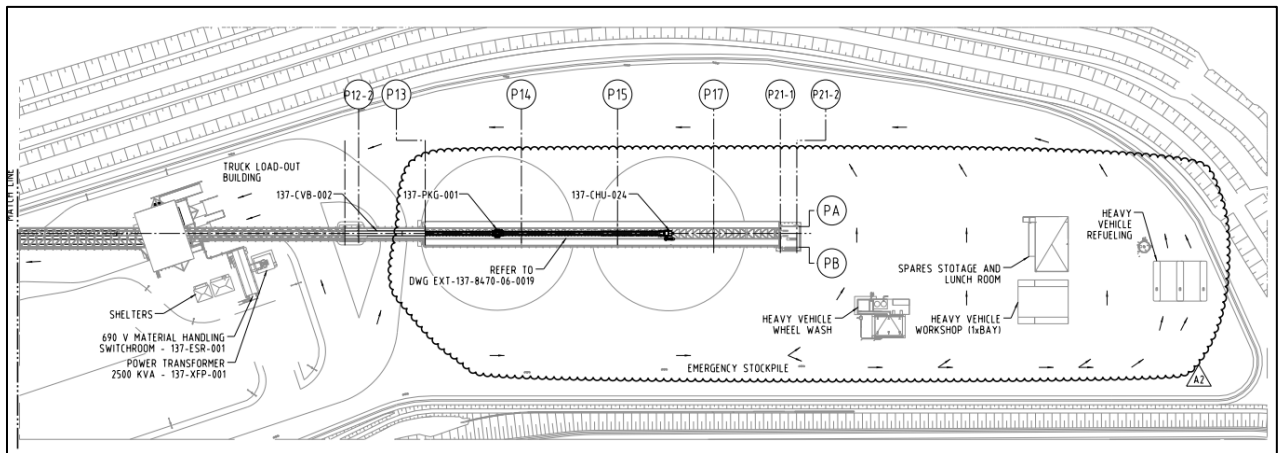 P12-2
P13
P14
P15
P17
P21-1
P21-2
MATCH LINE
TRUCK LOAD-OUT
BUILDING
137-CVB-002
137-PKG-001
137-CHU-024
PA
PB
REFER TO
DWG EXT-137-8470-06-0019
SHELTERS
690 V MATERIAL HANDLING
SWITCHROOM - 137-ESR-001
POWER TRANSFORMER
2500 KVA - 137-XFP-001
HEAVY VEHICLE
WHEEL WASH
SPARES STOTAGE AND
LUNCH ROOM
HEAVY VEHICLE
WORKSHOP (1xBAY)
HEAVY
VEHICLE
REFUELING
EMERGENCY STOCKPILE
A2